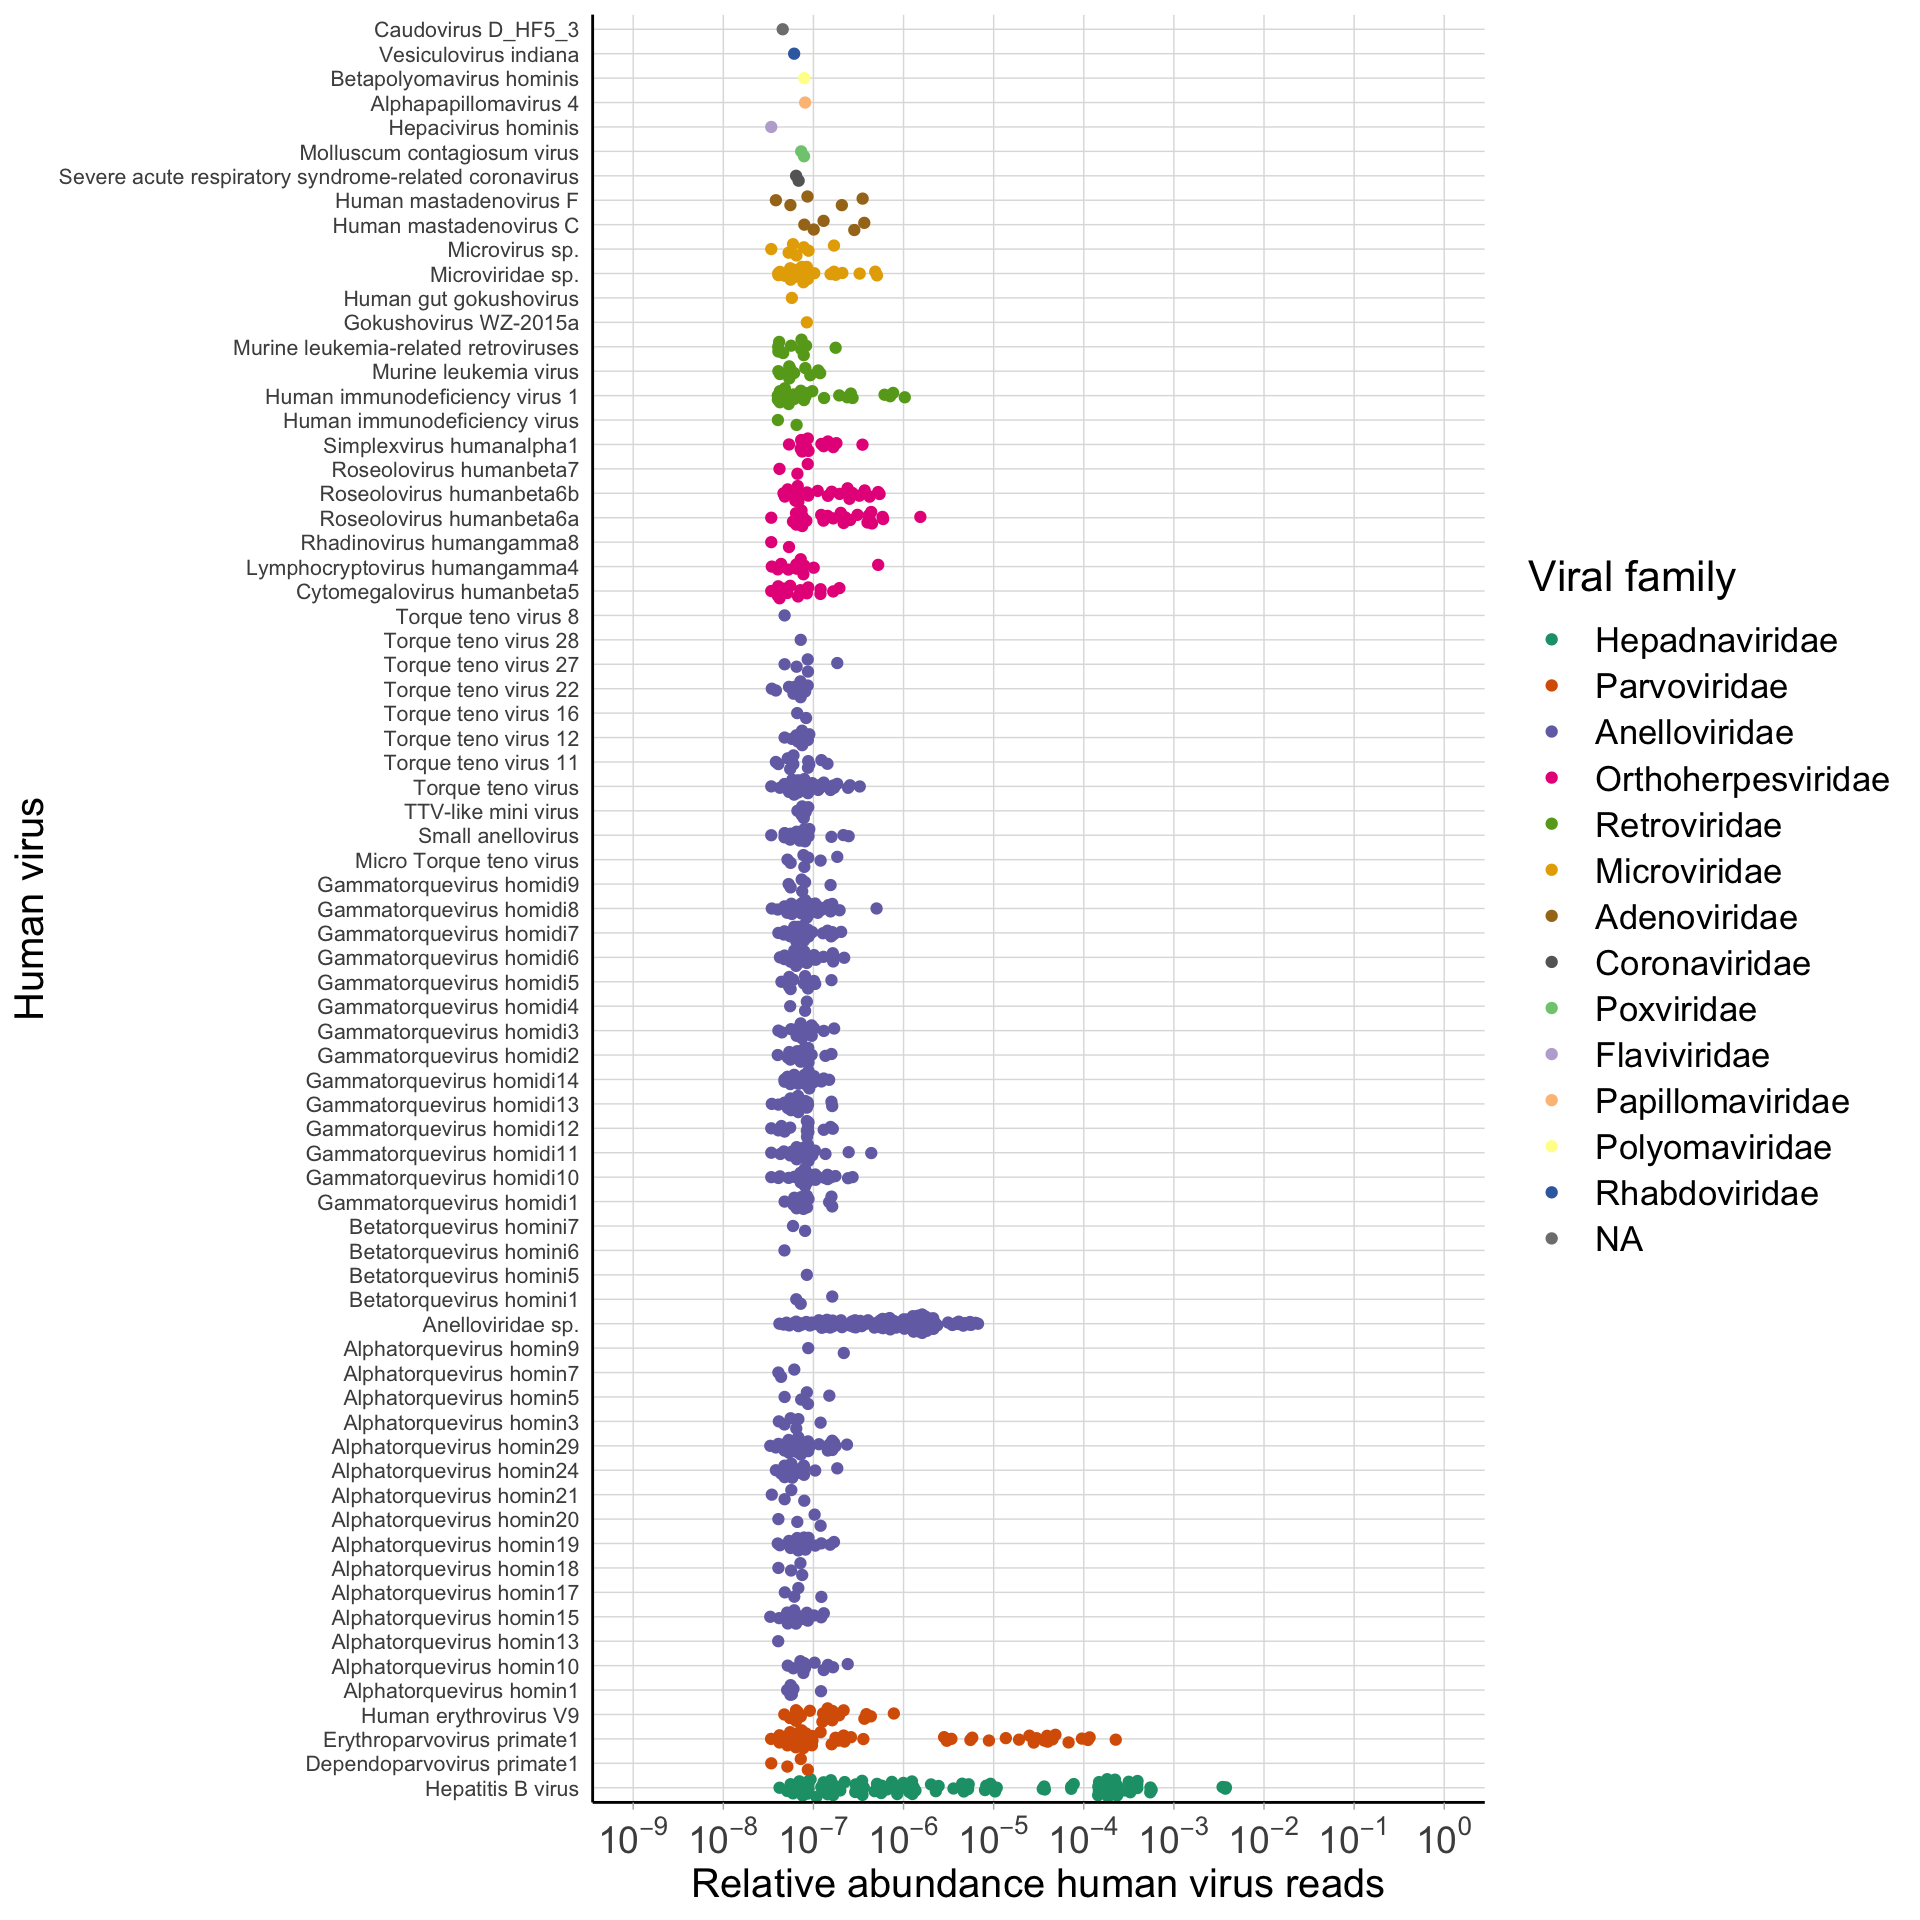 Caudovirus D_HF5_3
Vesiculovirus indiana
Betapolyomavirus hominis
Alphapapillomavirus 4
Hepacivirus hominis
Molluscum contagiosum virus
Severe acute respiratory syndrome-related coronavirus
Human mastadenovirus F
Human mastadenovirus C
Microvirus sp.
Microviridae sp.
Human gut gokushovirus
Gokushovirus WZ-2015a
Murine leukemia-related retroviruses
Murine leukemia virus
Human immunodeficiency virus 1
Human immunodeficiency virus
Simplexvirus humanalpha1
Roseolovirus humanbeta7
Roseolovirus humanbeta6b
Roseolovirus humanbeta6a
Rhadinovirus humangamma8
Lymphocryptovirus humangamma4
Cytomegalovirus humanbeta5
Torque teno virus 8
Torque teno virus 28
Torque teno virus 27
Torque teno virus 22
Torque teno virus 16
Torque teno virus 12
Torque teno virus 11
Torque teno virus
TTV-like mini virus
Small anellovirus
Micro Torque teno virus
Gammatorquevirus homidi9
Gammatorquevirus homidi8
Gammatorquevirus homidi7
Gammatorquevirus homidi6
Gammatorquevirus homidi5
Gammatorquevirus homidi4
Gammatorquevirus homidi3
Gammatorquevirus homidi2
Gammatorquevirus homidi14
Gammatorquevirus homidi13
Gammatorquevirus homidi12
Gammatorquevirus homidi11
Gammatorquevirus homidi10
Gammatorquevirus homidi1
Betatorquevirus homini7
Betatorquevirus homini6
Betatorquevirus homini5
Betatorquevirus homini1
Anelloviridae sp.
Alphatorquevirus homin9
Alphatorquevirus homin7
Alphatorquevirus homin5
Alphatorquevirus homin3
Alphatorquevirus homin29
Alphatorquevirus homin24
Alphatorquevirus homin21
Alphatorquevirus homin20
Alphatorquevirus homin19
Alphatorquevirus homin18
Alphatorquevirus homin17
Alphatorquevirus homin15
Alphatorquevirus homin13
Alphatorquevirus homin10
Alphatorquevirus homin1
Human erythrovirus V9
Erythroparvovirus primate1
Dependoparvovirus primate1
Hepatitis B virus
Human virus
10⁻⁹ 10⁻⁸ 10⁻⁷ 10⁻⁶ 10⁻⁵ 10⁻⁴ 10⁻³ 10⁻² 10⁻¹ 10⁰
Relative abundance human virus reads
Viral family
Hepadnaviridae
Parvoviridae
Anelloviridae
Orthoherpesviridae
Retroviridae
Microviridae
Adenoviridae
Coronaviridae
Poxviridae
Flaviviridae
Papillomaviridae
Polyomaviridae
Rhabdoviridae
NA